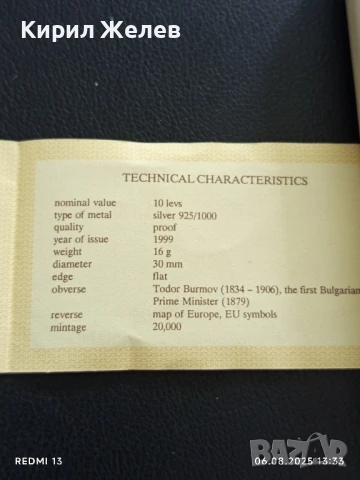 Кирил Желев
TECHNICAL CHARACTERISTICS
nominal value 10 levs
type of metal silver 925/1000
quality proof
year of issue 1999
weight 16 g
diameter 30 mm
edge flat
obverse Todor Burmov (1834 – 1906), the first Bulgarian
Prime Minister (1879)
reverse map of Europe, EU symbols
mintage 20,000
REDMI 13
06.08.2025 13:33
BAZAR